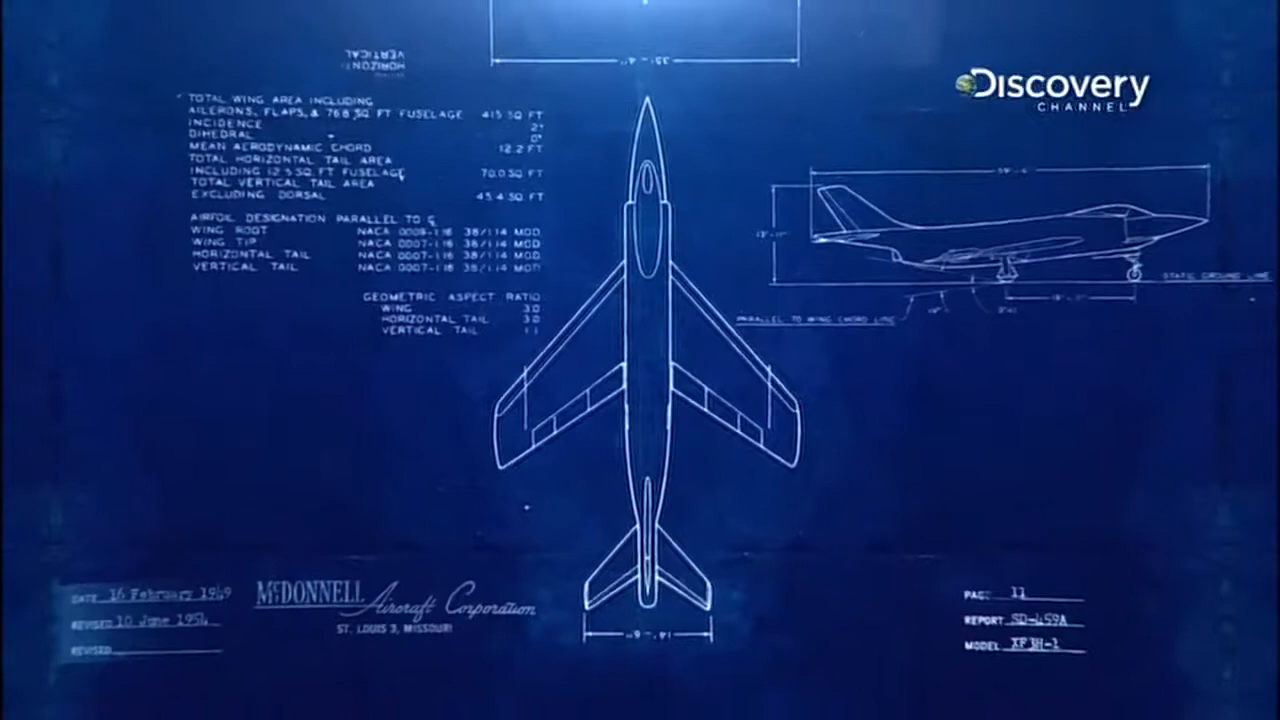 35'-4"
VERTICAL
HORIZONTAL
Discovery
CHANNEL
TOTAL WING AREA INCLUDING
AILERONS, FLAPS, & 76.8 SQ FT FUSELAGE 415 SQ FT
INCIDENCE 2°
DIHEDRAL 0°
MEAN AERODYNAMIC CHORD 12.2 FT
TOTAL HORIZONTAL TAIL AREA
INCLUDING 12.5 SQ. FT FUSELAGE 70.0 SQ FT
TOTAL VERTICAL TAIL AREA
EXCLUDING DORSAL 45.4 SQ FT
AIRFOIL DESIGNATION PARALLEL TO ℄
WING ROOT NACA 0009-1.16 38/1.14 MOD
WING TIP NACA 0007-1.16 38/1.14 MOD
HORIZONTAL TAIL NACA 0007-1.16 38/1.14 MOD
VERTICAL TAIL NACA 0007-1.16 38/1.14 MOD
GEOMETRIC ASPECT RATIO
WING 3.0
HORIZONTAL TAIL 3.0
VERTICAL TAIL 1.1
STATIC GROUND LINE
PARALLEL TO WING CHORD LINE
DATE 16 February 1949
REVISED 10 June 1954
REVISED
McDONNELL Aircraft Corporation
ST. LOUIS 3, MISSOURI
14'-6"
PAGE 11
REPORT SD-459A
MODEL XF3H-1